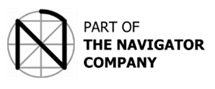 PART OF
THE NAVIGATOR
COMPANY